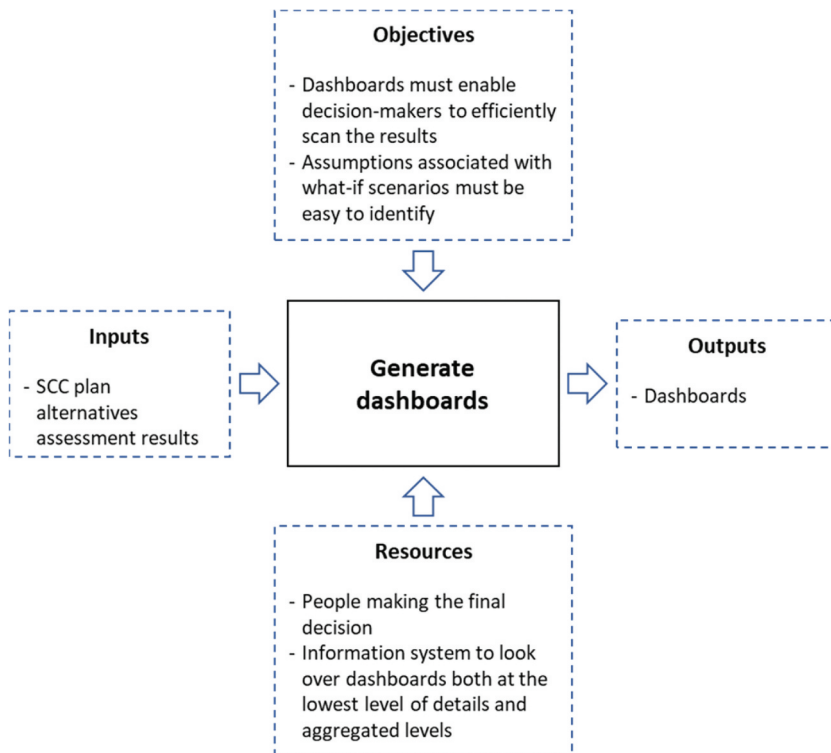 Objectives
- Dashboards must enable
decision-makers to efficiently
scan the results
- Assumptions associated with
what-if scenarios must be
easy to identify
Inputs
- SCC plan
alternatives
assessment results
Generate
dashboards
Outputs
- Dashboards
Resources
- People making the final
decision
- Information system to look
over dashboards both at the
lowest level of details and
aggregated levels